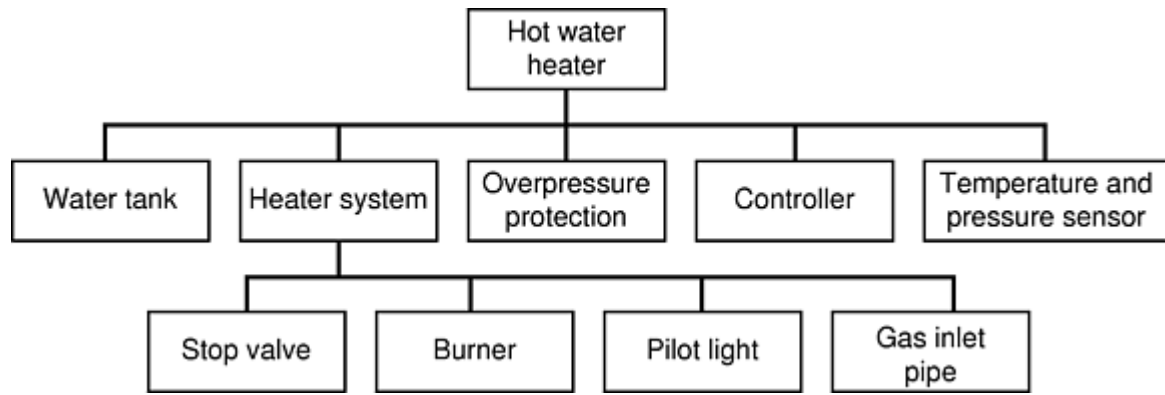 Hot water
heater
Water tank
Heater system
Overpressure
protection
Controller
Temperature and
pressure sensor
Stop valve
Burner
Pilot light
Gas inlet
pipe